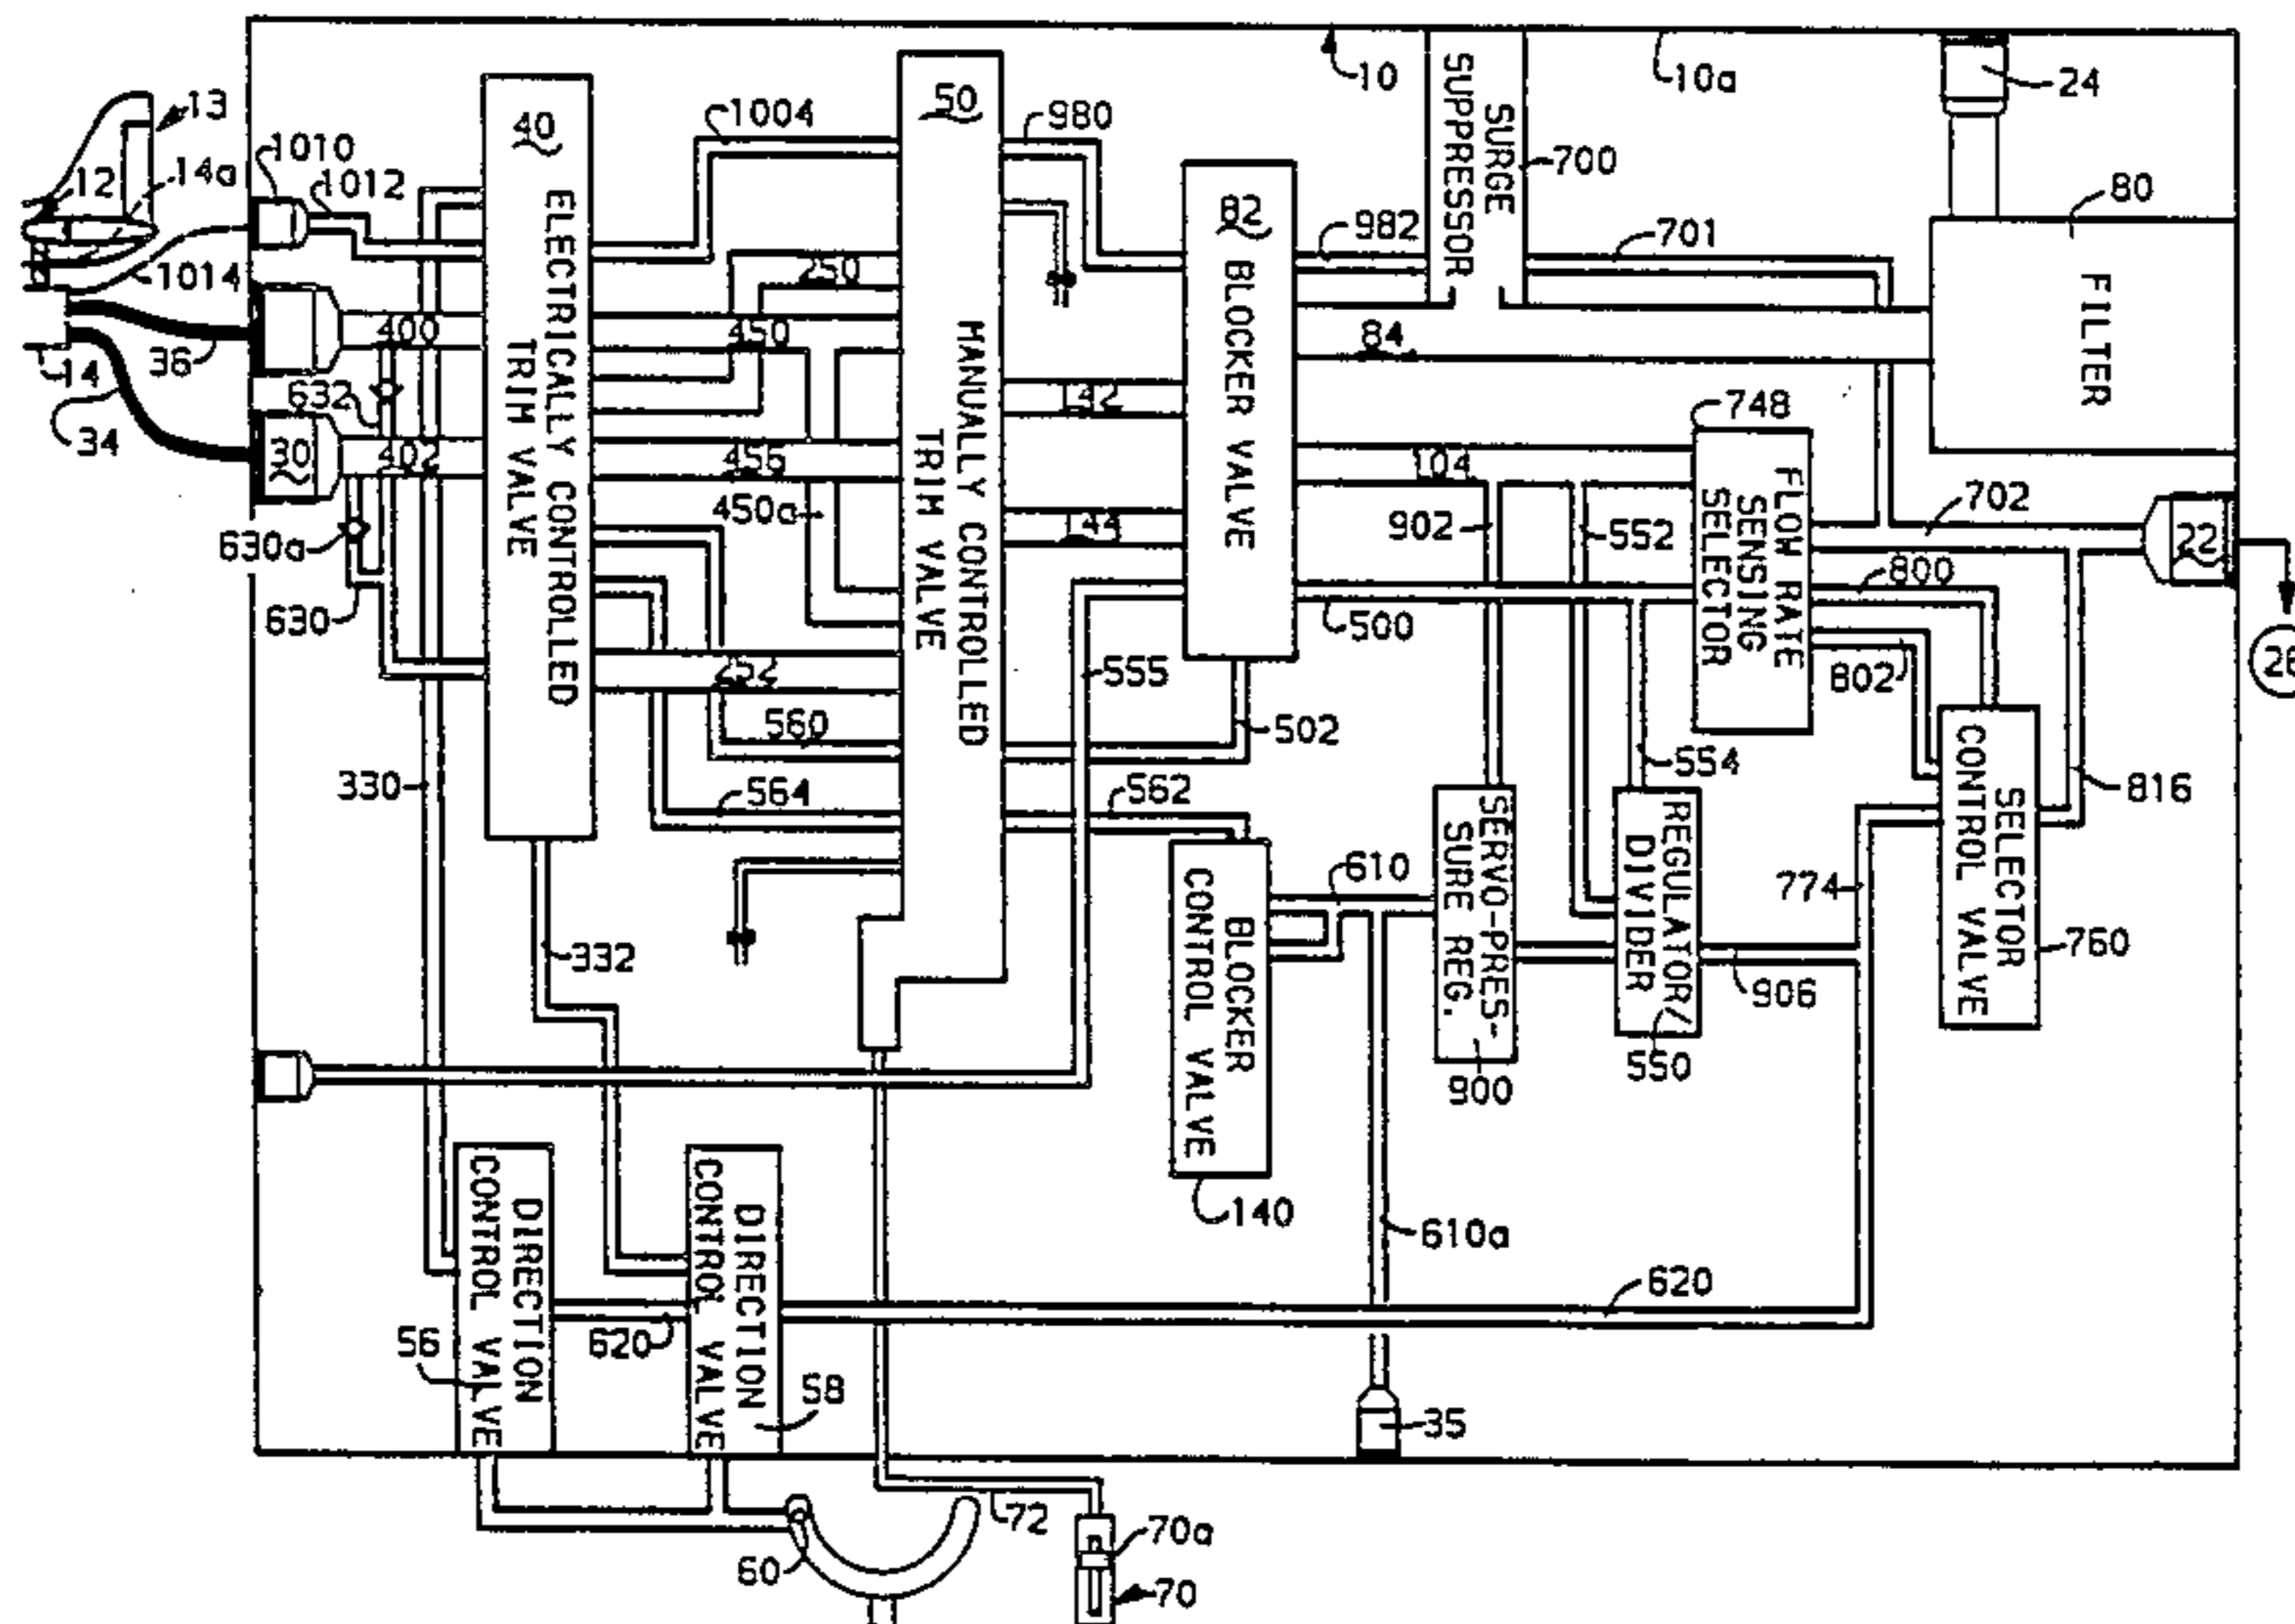 10
10a
24
13
1010
1012
14a
12
1014
14
36
34
400
632
30
402
630a
630
40
ELECTRICALLY CONTROLLED
TRIM VALVE
1004
50
MANUALLY CONTROLLED
TRIM VALVE
980
250
450
456
450a
252
560
564
82
BLOCKER VALVE
982
SURGE
SUPPRESSOR
700
701
84
80
FILTER
132
144
104
902
552
748
FLOW RATE
SENSING
SELECTOR
702
22
800
802
500
555
502
554
562
816
SELECTOR
CONTROL VALVE
760
774
906
REGULATOR/
DIVIDER
550
SERVO-PRES-
SURE REG.
900
610
BLOCKER
CONTROL VALVE
140
610a
330
332
DIRECTION
CONTROL VALVE
56
620
DIRECTION
CONTROL VALVE
58
620
35
72
60
70a
70